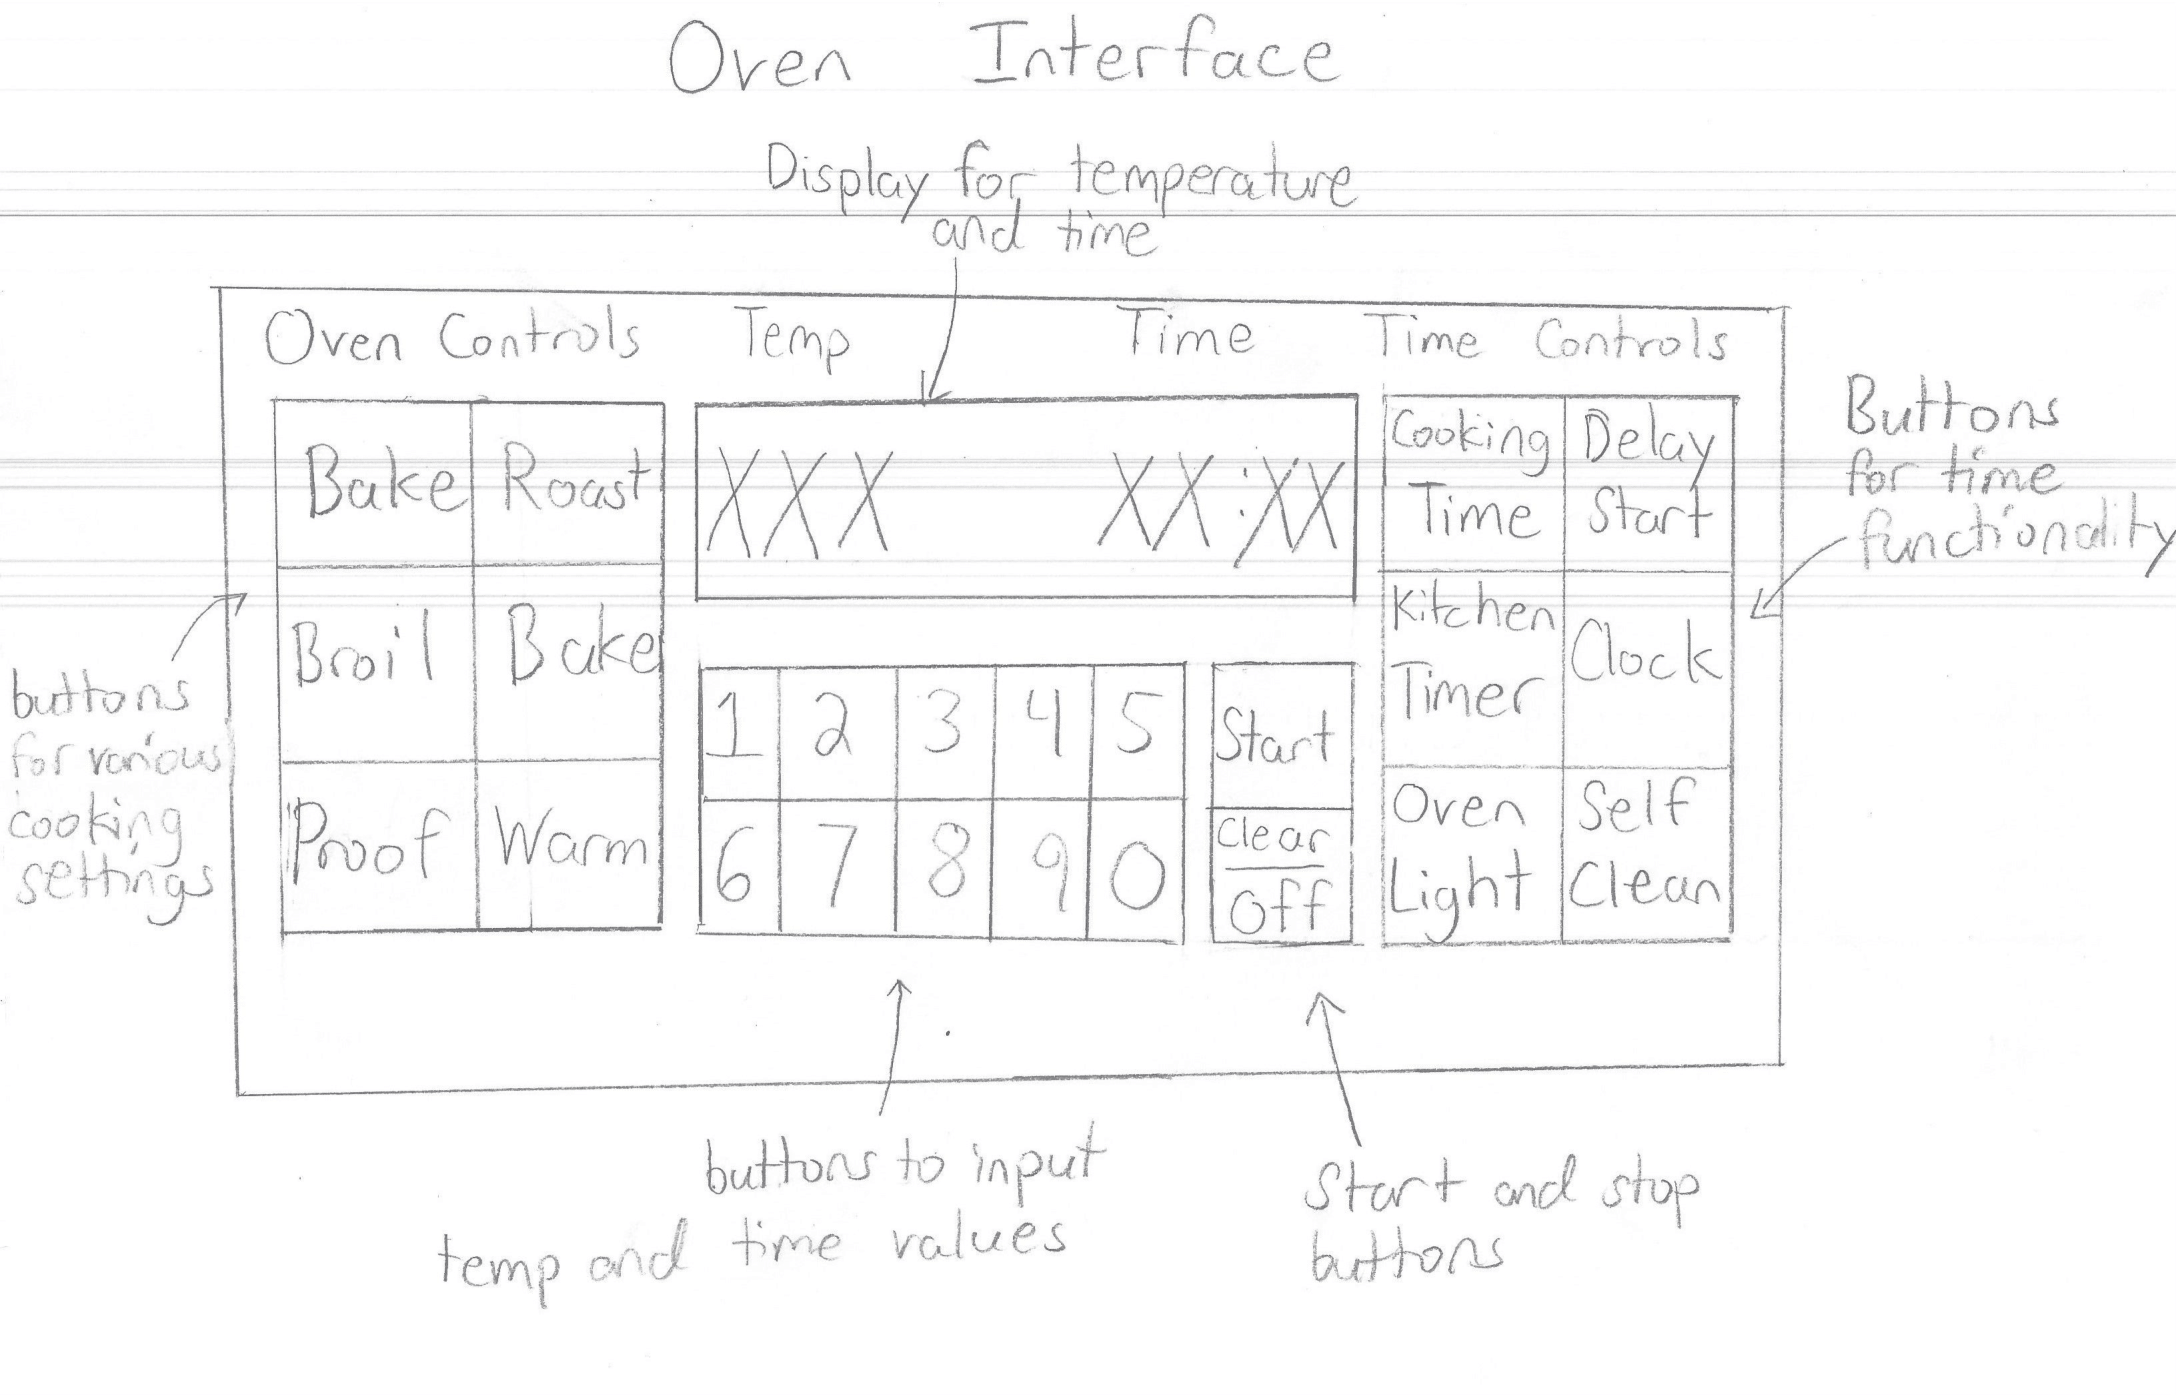 Oven Interface
Display for temperature
and time
Oven Controls
Temp
Time
Time Controls
Bake
Roast
Broil
Bake
Proof
Warm
XXX
XX:XX
1 2 3 4 5
6 7 8 9 0
Start
Clear
Off
Cooking
Time
Delay
Start
Kitchen
Timer
Clock
Oven
Light
Self
Clean
Buttons
for time
functionality
buttons
for various
cooking
settings
buttons to input
temp and time values
Start and stop
buttons